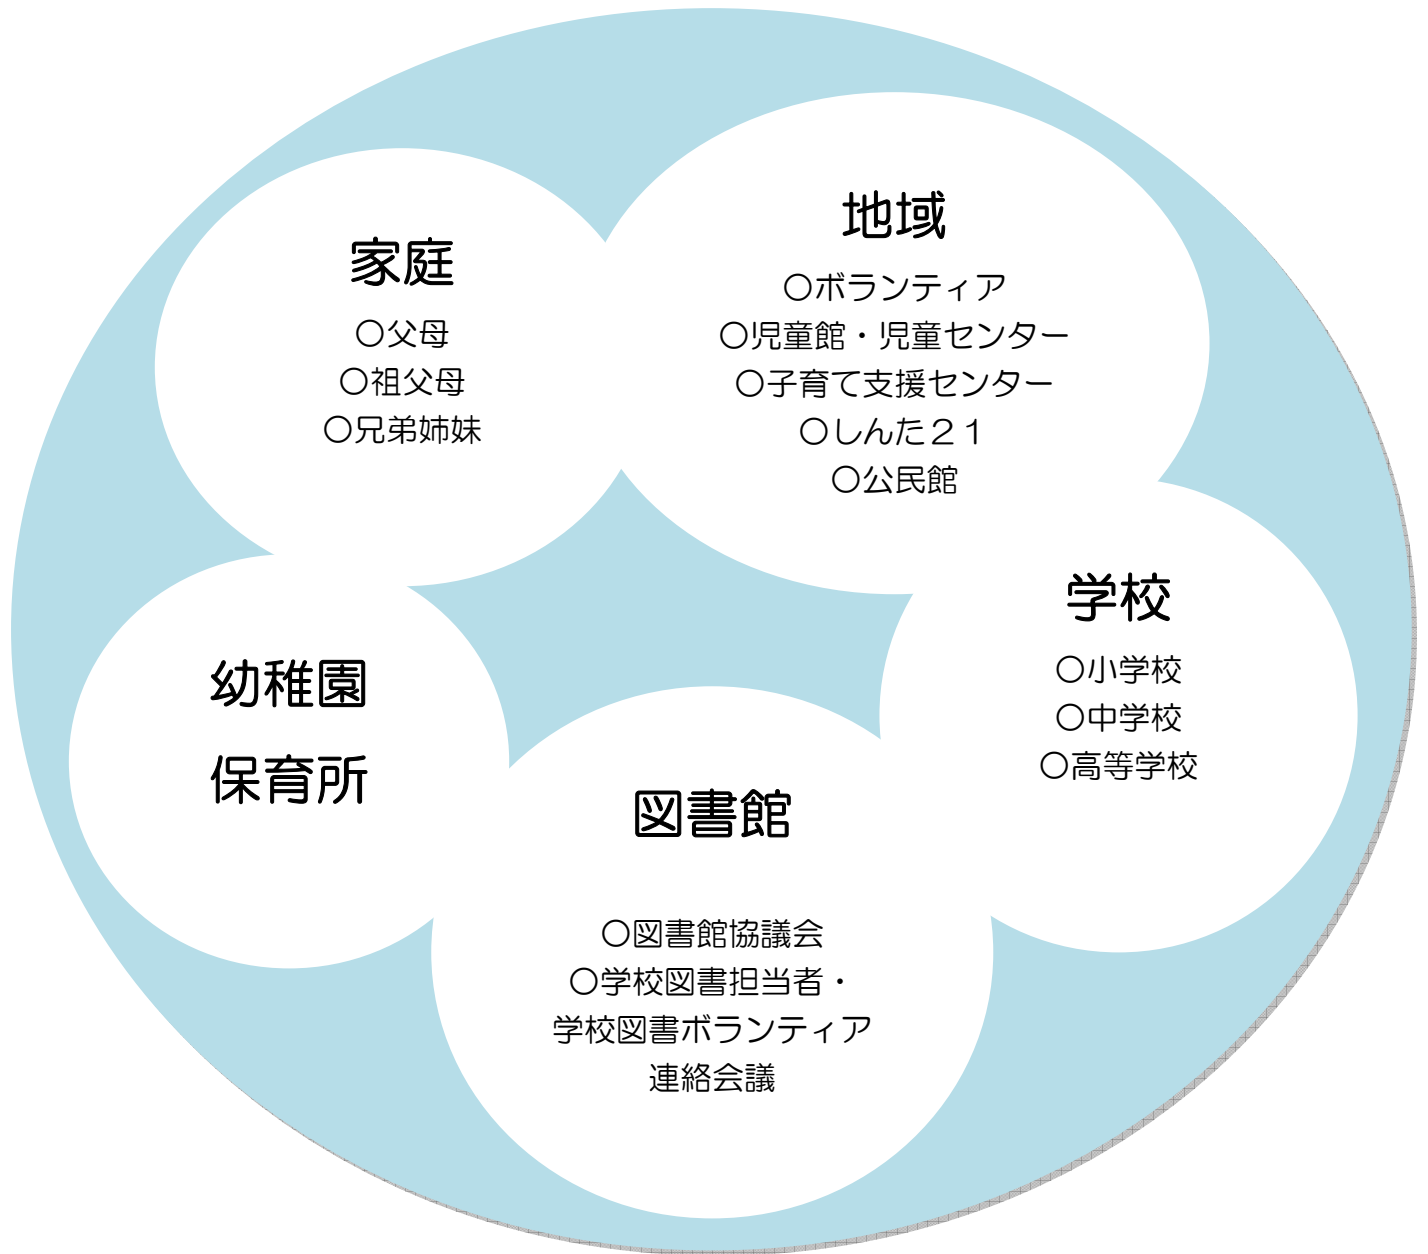 家庭
○父母
○祖父母
○兄弟姉妹
地域
○ボランティア
○児童館・児童センター
○子育て支援センター
○しんた２１
○公民館
学校
○小学校
○中学校
○高等学校
幼稚園
保育所
図書館
○図書館協議会
○学校図書担当者・
学校図書ボランティア
連絡会議